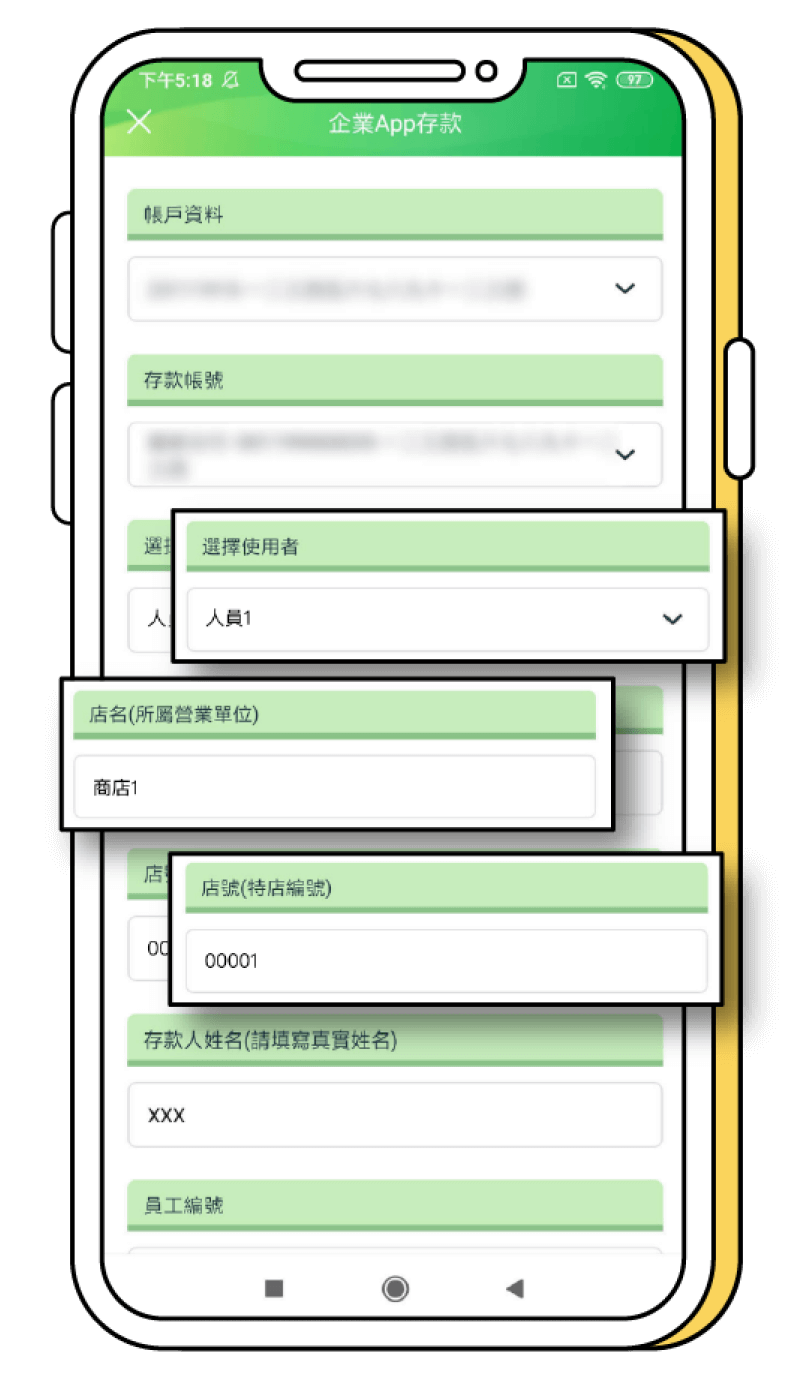 下午5:18
97
企業App存款
帳戶資料
存款帳號
選擇使用者
人員1
店名(所屬營業單位)
商店1
店號(特店編號)
00001
存款人姓名(請填寫真實姓名)
XXX
員工編號